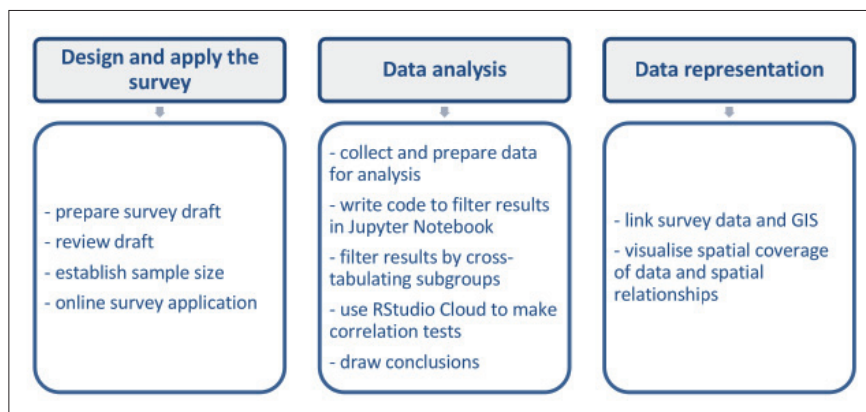 Design and apply the
survey
- prepare survey draft
- review draft
- establish sample size
- online survey application
Data analysis
- collect and prepare data
for analysis
- write code to filter results
in Jupyter Notebook
- filter results by cross-
tabulating subgroups
- use RStudio Cloud to make
correlation tests
- draw conclusions
Data representation
- link survey data and GIS
- visualise spatial coverage
of data and spatial
relationships